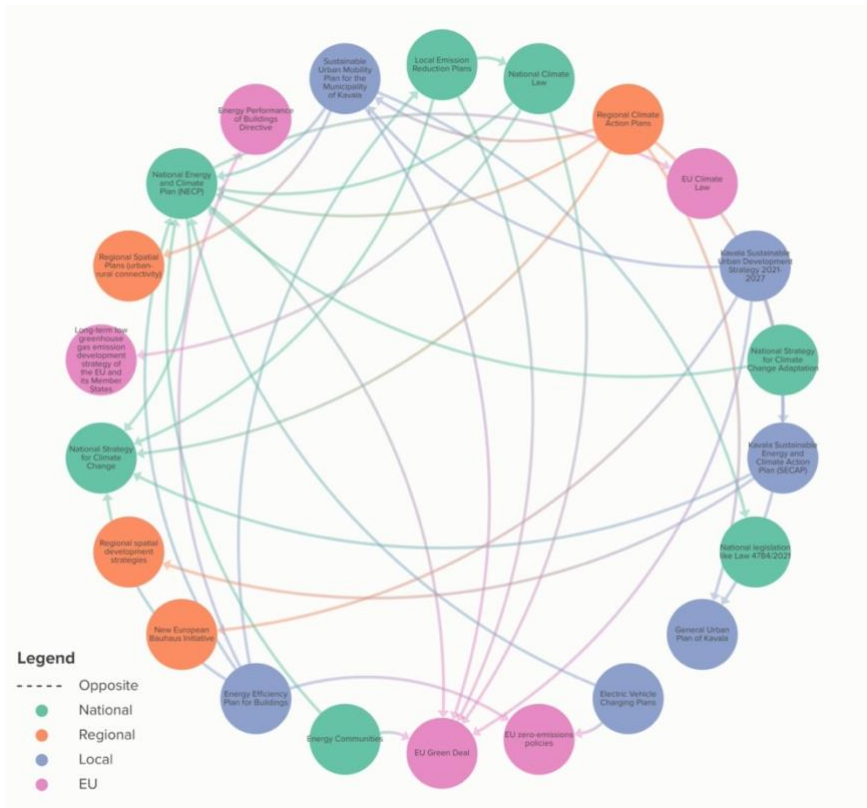 Sustainable
Urban Mobility
Plan for the
Municipality
of Kavala
Local Emission
Reduction Plans
National Climate
Law
Energy Performance
of Buildings
Directive
Regional Climate
Action Plans
National Energy
and Climate
Plan (NECP)
EU Climate
Law
Regional Spatial
Plans (urban-
rural connectivity)
Kavala Sustainable
Urban Development
Strategy 2021-
2027
Long-term low
greenhouse
gas emission
development
strategy of
the EU and
its Member
States
National Strategy
for Climate
Change Adaptation
National Strategy
for Climate
Change
Kavala Sustainable
Energy and
Climate Action
Plan (SECAP)
Regional spatial
development
strategies
National legislation
like Law 4784/2021
New European
Bauhaus Initiative
General Urban
Plan of Kavala
Energy Efficiency
Plan for Buildings
Electric Vehicle
Charging Plans
Energy Communities
EU Green Deal
EU zero-emissions
policies
Legend
Opposite
National
Regional
Local
EU